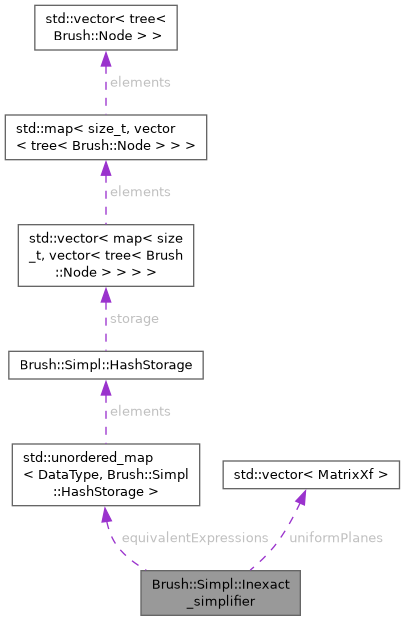 std::vector< tree<
Brush::Node > >
elements
std::map< size_t, vector
< tree< Brush::Node > > >
elements
std::vector< map< size
_t, vector< tree< Brush
::Node > > > >
storage
Brush::Simpl::HashStorage
elements
std::unordered_map
< DataType, Brush::Simpl
::HashStorage >
std::vector< MatrixXf >
equivalentExpressions
uniformPlanes
Brush::Simpl::Inexact
_simplifier